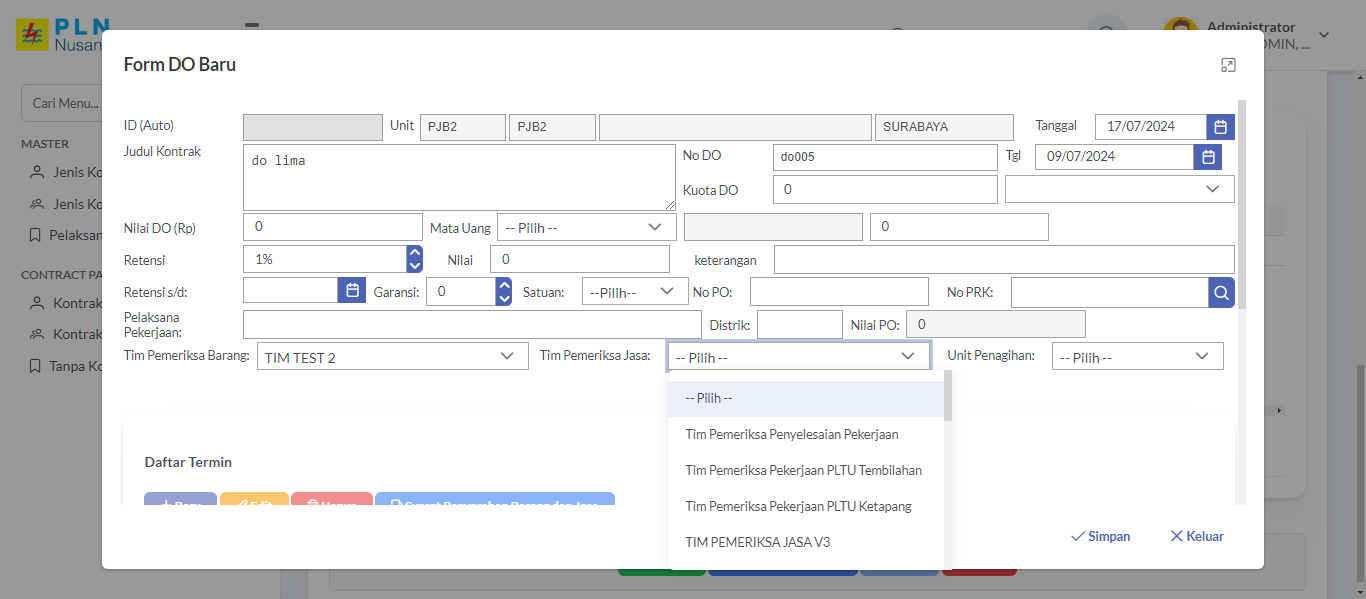 PLN
Nusan
Administrator
DMIN, ...
Form DO Baru
Cari Menu...
MASTER
Jenis Ko
Jenis Ko
Pelaksan
CONTRACT PA
Kontrak
Kontrak
Tanpa Ko
ID (Auto) Unit PJB2 PJB2 SURABAYA Tanggal 17/07/2024
Judul Kontrak do lima No DO do005 Tgl 09/07/2024
Kuota DO 0
Nilai DO (Rp) 0 Mata Uang -- Pilih -- 0
Retensi 1% Nilai 0 keterangan
Retensi s/d: Garansi: 0 Satuan: --Pilih-- No PO: No PRK:
Pelaksana
Pekerjaan: Distrik: Nilai PO: 0
Tim Pemeriksa Barang: TIM TEST 2 Tim Pemeriksa Jasa: -- Pilih -- Unit Penagihan: -- Pilih --
-- Pilih --
Tim Pemeriksa Penyelesaian Pekerjaan
Tim Pemeriksa Pekerjaan PLTU Tembilahan
Tim Pemeriksa Pekerjaan PLTU Ketapang
TIM PEMERIKSA JASA V3
Daftar Termin
Simpan Keluar